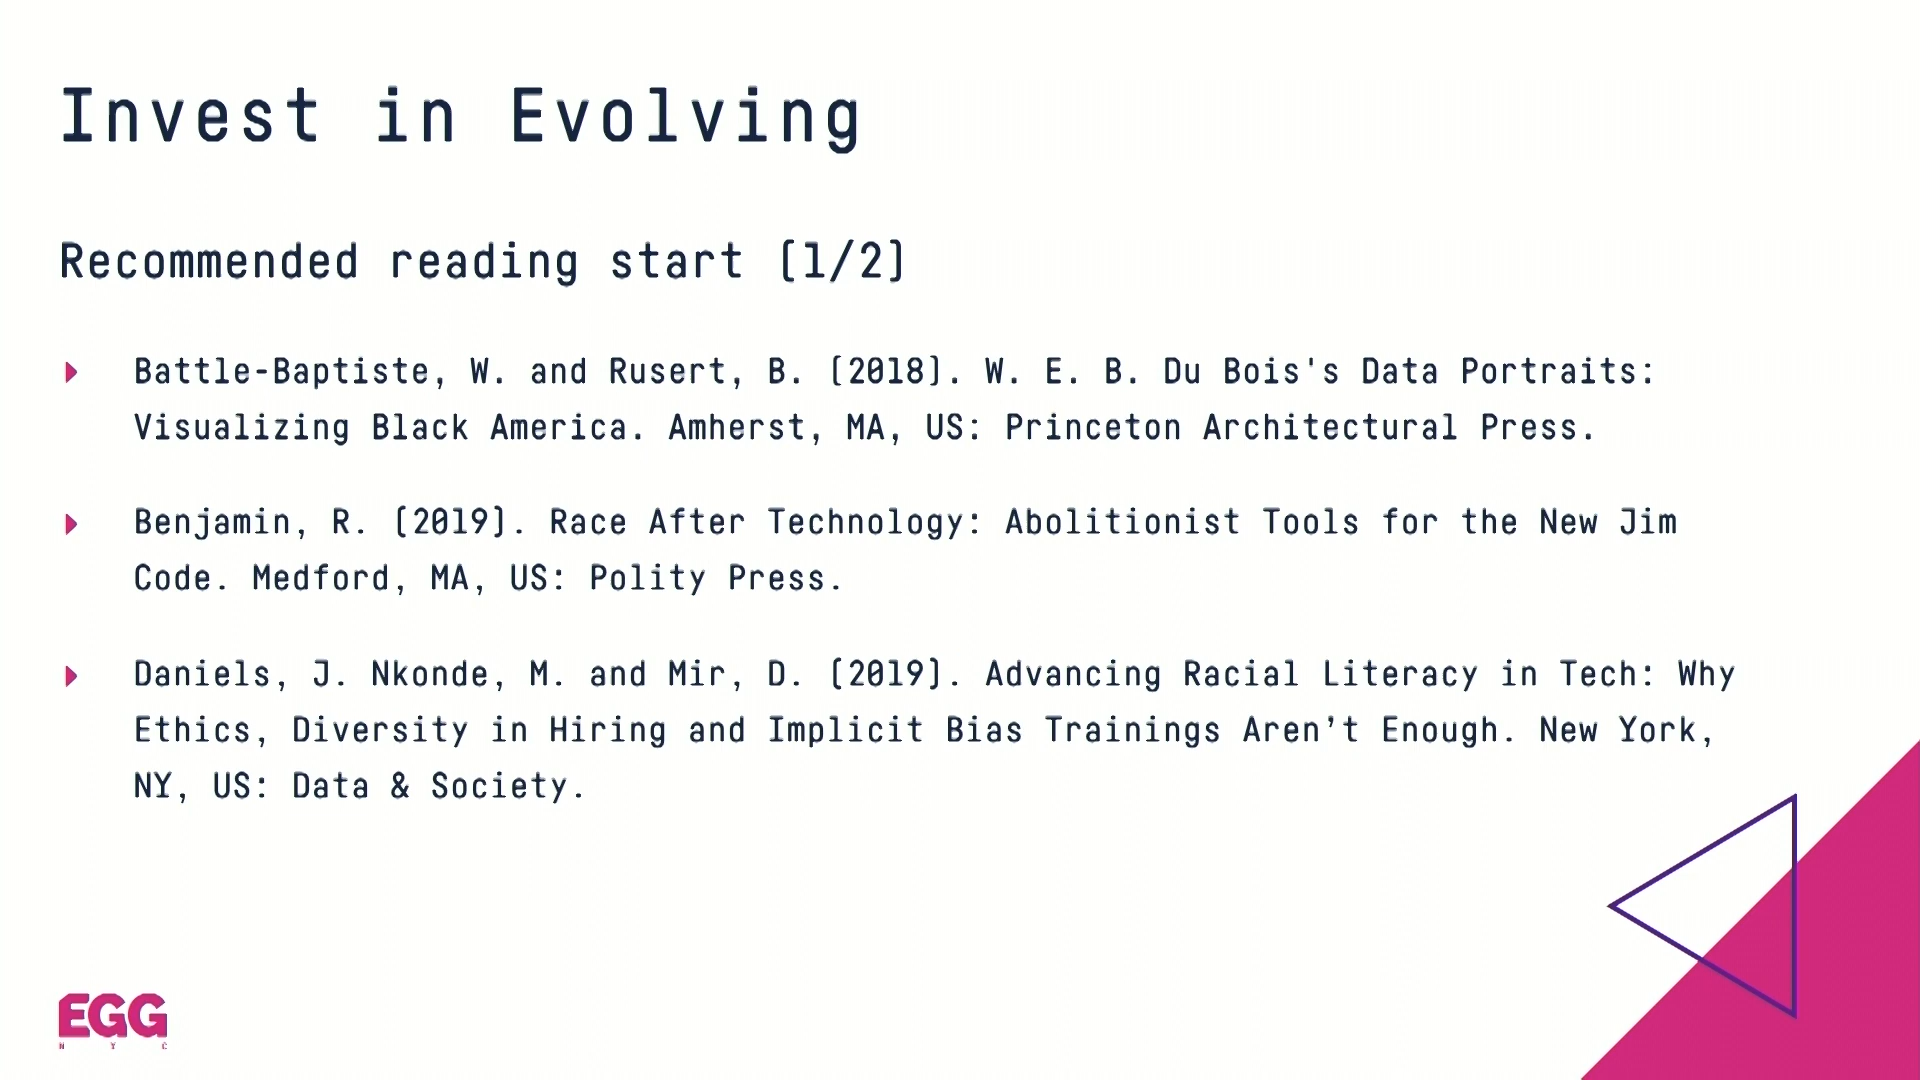 Invest in Evolving
Recommended reading start (1/2)
Battle-Baptiste, W. and Rusert, B. (2018). W. E. B. Du Bois's Data Portraits:
Visualizing Black America. Amherst, MA, US: Princeton Architectural Press.
Benjamin, R. (2019). Race After Technology: Abolitionist Tools for the New Jim
Code. Medford, MA, US: Polity Press.
Daniels, J. Nkonde, M. and Mir, D. (2019). Advancing Racial Literacy in Tech: Why
Ethics, Diversity in Hiring and Implicit Bias Trainings Aren’t Enough. New York,
NY, US: Data & Society.
EGG
N Y C